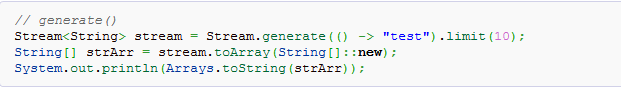 // generate()
Stream<String> stream = Stream.generate(() -> "test").limit(10);
String[] strArr = stream.toArray(String[]::new);
System.out.println(Arrays.toString(strArr));